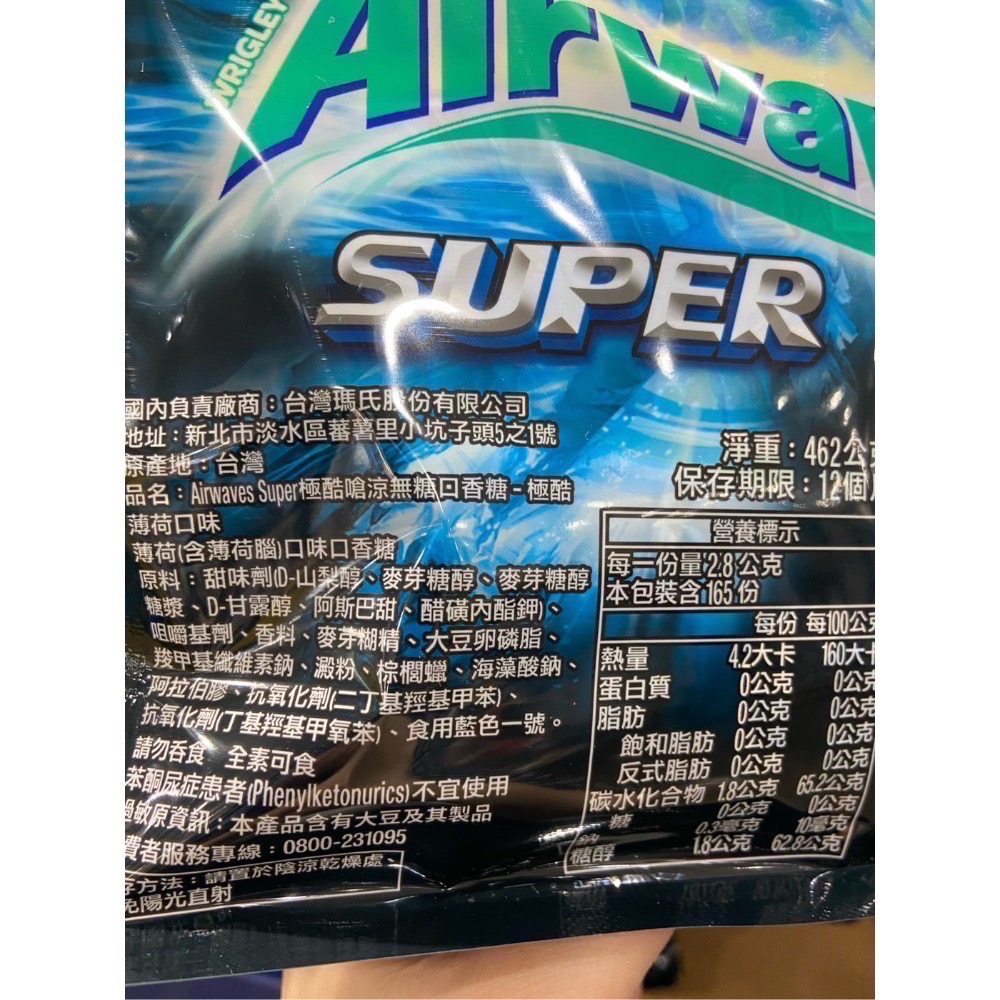 WRIGLEY
Airwa
SUPER
國內負責廠商：台灣瑪氏股份有限公司
地址：新北市淡水區蕃薯里小坑子頭5之1號
原產地：台灣
品名：Airwaves Super極酷嗆涼無糖口香糖-極酷
薄荷口味
薄荷(含薄荷腦)口味口香糖
原料：甜味劑(D-山梨醇、麥芽糖醇、麥芽糖醇
糖漿、D-甘露醇、阿斯巴甜、醋磺內酯鉀)、
咀嚼基劑、香料、麥芽糊精、大豆卵磷脂、
羧甲基纖維素鈉、澱粉、棕櫚蠟、海藻酸鈉、
阿拉伯膠、抗氧化劑(二丁基羥基甲苯)、
抗氧化劑(丁基羥基甲氧苯)、食用藍色一號。
請勿吞食 全素可食
苯酮尿症患者(Phenylketonurics)不宜使用
過敏原資訊：本產品含有大豆及其製品
費者服務專線：0800-231095
存方法：請置於陰涼乾燥處、
免陽光直射
淨重：462公克
保存期限：12個
營養標示
每一份量2.8公克
本包裝含165份
每份 每100公克
熱量 4.2大卡 160大卡
蛋白質 0公克 0公克
脂肪 0公克 0公克
飽和脂肪 0公克 0公克
反式脂肪 0公克 0公克
碳水化合物 1.8公克 65.2公克
糖 0公克 0公克
鈉 0.3毫克 10毫克
糖醇 1.8公克 62.8公克